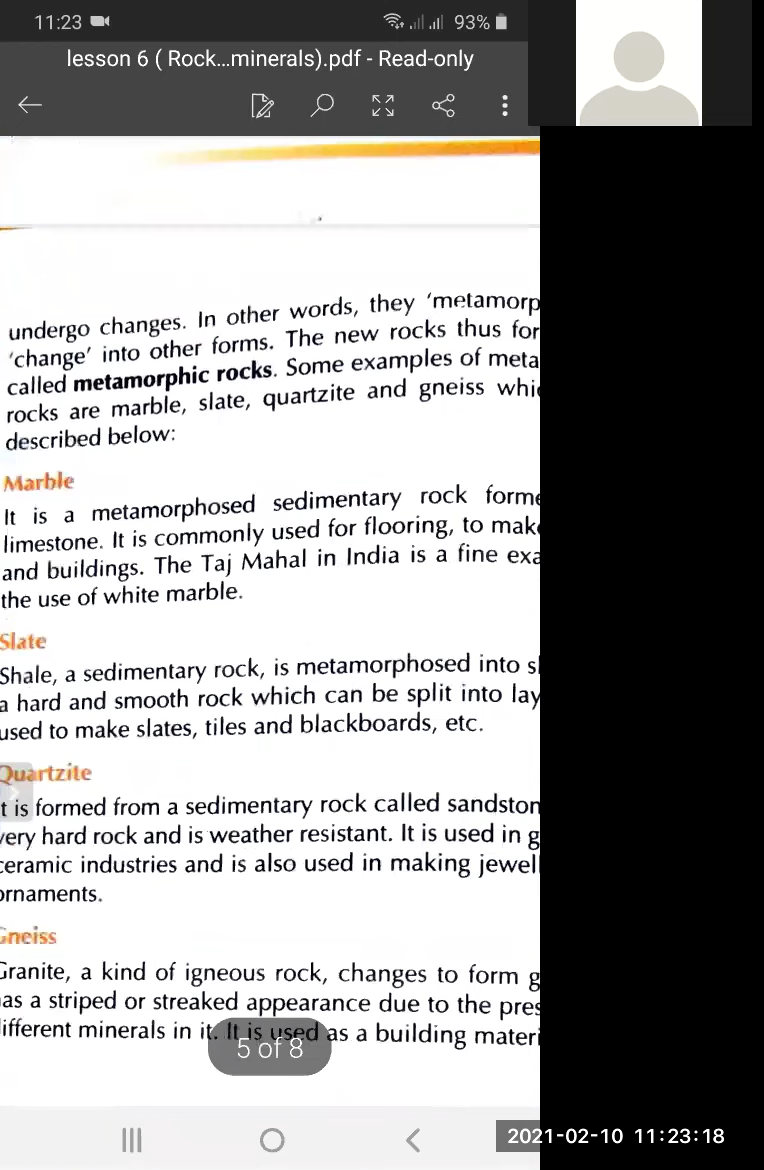 11:23
93%
lesson 6 ( Rock...minerals).pdf - Read-only
undergo changes. In other words, they ‘metamorp
‘change’ into other forms. The new rocks thus for
called metamorphic rocks. Some examples of meta
rocks are marble, slate, quartzite and gneiss whi
described below:
Marble
It is a metamorphosed sedimentary rock forme
limestone. It is commonly used for flooring, to mak
and buildings. The Taj Mahal in India is a fine exa
the use of white marble.
Slate
Shale, a sedimentary rock, is metamorphosed into sl
a hard and smooth rock which can be split into lay
used to make slates, tiles and blackboards, etc.
Quartzite
t is formed from a sedimentary rock called sandston
very hard rock and is weather resistant. It is used in g
ceramic industries and is also used in making jewell
ornaments.
Gneiss
Granite, a kind of igneous rock, changes to form g
as a striped or streaked appearance due to the pres
ifferent minerals in it. It is used as a building materi
5 of 8
2021-02-10 11:23:18